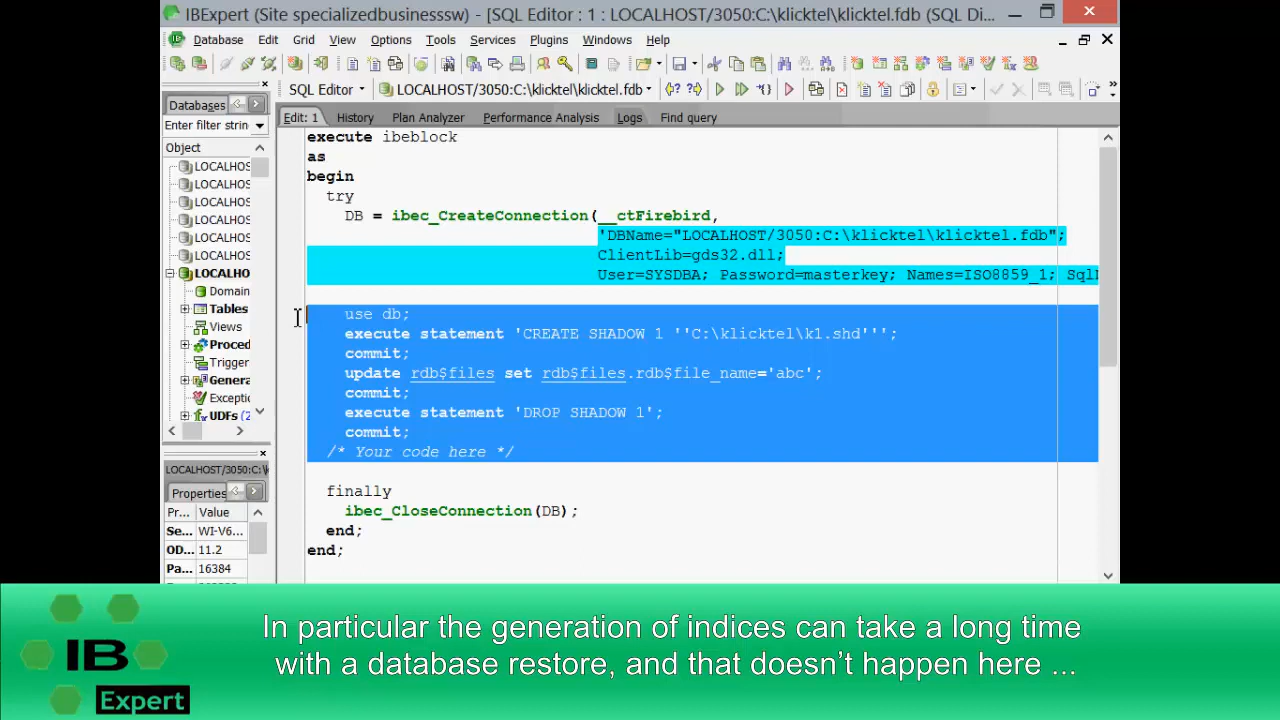 IBExpert (Site specializedbusinesssw) - [SQL Editor : 1 : LOCALHOST/3050:C:\klicktel\klicktel.fdb (SQL Di...
Database Edit Grid View Options Tools Services Plugins Windows Help
SQL Editor LOCALHOST/3050:C:\klicktel\klicktel.fdb
Databases
Edit: 1 History Plan Analyzer Performance Analysis Logs Find query
Enter filter strin
Object
LOCALHOS
LOCALHOS
LOCALHOS
LOCALHOS
LOCALHOS
LOCALHOS
LOCALHO
Domain
Tables
Views
Proced
Trigger
Genera
Exceptio
UDFs (2
execute ibeblock
as
begin
try
DB = ibec_CreateConnection(__ctFirebird,
'DBName="LOCALHOST/3050:C:\klicktel\klicktel.fdb";
ClientLib=gds32.dll;
User=SYSDBA; Password=masterkey; Names=ISO8859_1; SqlD
use db;
execute statement 'CREATE SHADOW 1 ''C:\klicktel\k1.shd''';
commit;
update rdb$files set rdb$files.rdb$file_name='abc';
commit;
execute statement 'DROP SHADOW 1';
commit;
/* Your code here */
finally
ibec_CloseConnection(DB);
end;
end;
LOCALHOST/3050:C:\k
Properties
Pr... Value
Se... WI-V6...
OD... 11.2
Pa... 16384
IB
Expert
In particular the generation of indices can take a long time
with a database restore, and that doesn't happen here ...